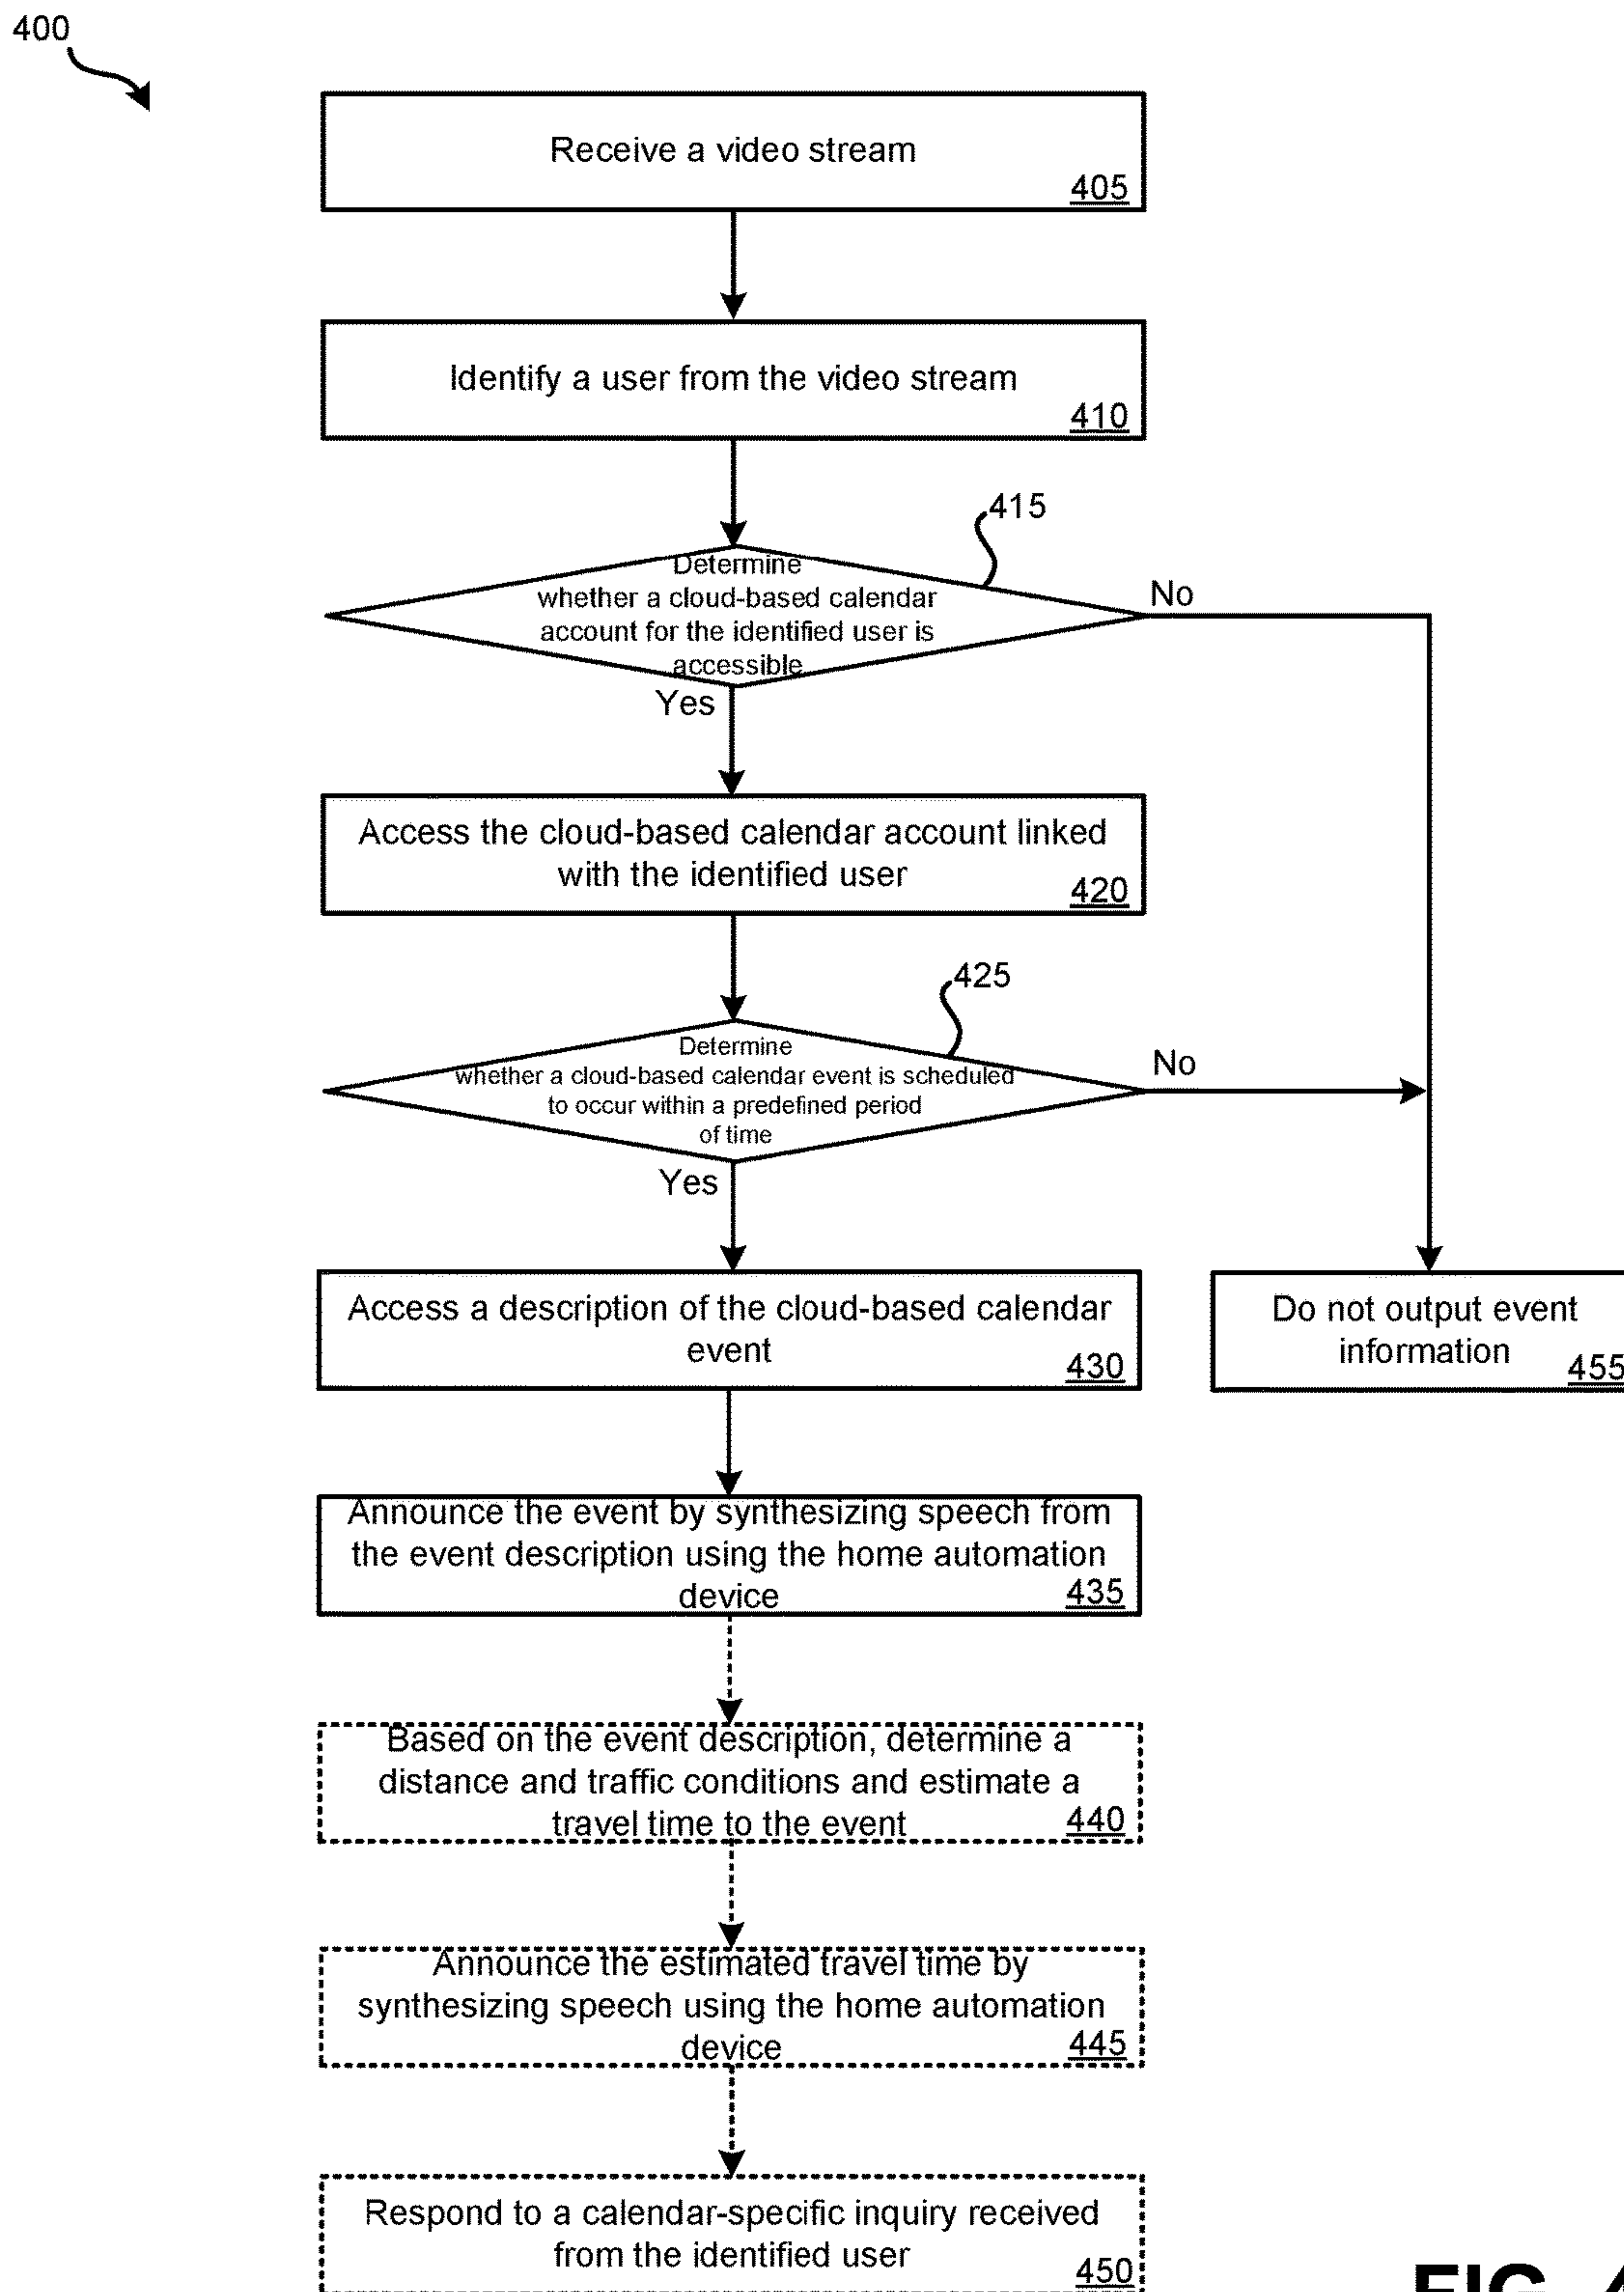 400
Receive a video stream
405
Identify a user from the video stream
410
415
Determine
whether a cloud-based calendar
account for the identified user is
accessible
No
Yes
Access the cloud-based calendar account linked
with the identified user
420
425
Determine
whether a cloud-based calendar event is scheduled
to occur within a predefined period
of time
No
Yes
Access a description of the cloud-based calendar
event
430
Do not output event
information
455
Announce the event by synthesizing speech from
the event description using the home automation
device
435
Based on the event description, determine a
distance and traffic conditions and estimate a
travel time to the event
440
Announce the estimated travel time by
synthesizing speech using the home automation
device
445
Respond to a calendar-specific inquiry received
from the identified user
450
FIG. 4